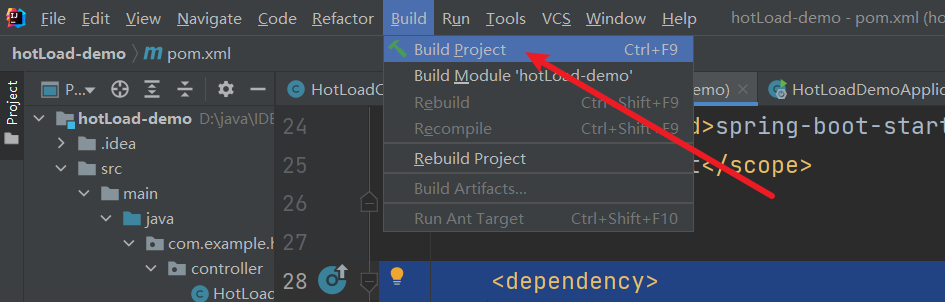 File Edit View Navigate Code Refactor Build Run Tools VCS Window Help hotLoad-demo - pom.xml (
hotLoad-demo pom.xml
Build Project Ctrl+F9
Build Module 'hotLoad-demo'
Rebuild Ctrl+Shift+F9
Recompile Ctrl+Shift+F9
Rebuild Project
Build Artifacts...
Run Ant Target Ctrl+Shift+F10
Project
P...
HotLoadC
emo)
HotLoadDemoApplic
hotLoad-demo D:\java\IDE
.idea
src
main
java
com.example.h
controller
HotLoad
24 d>spring-boot-start
25 t</scope>
26
27
28 <dependency>